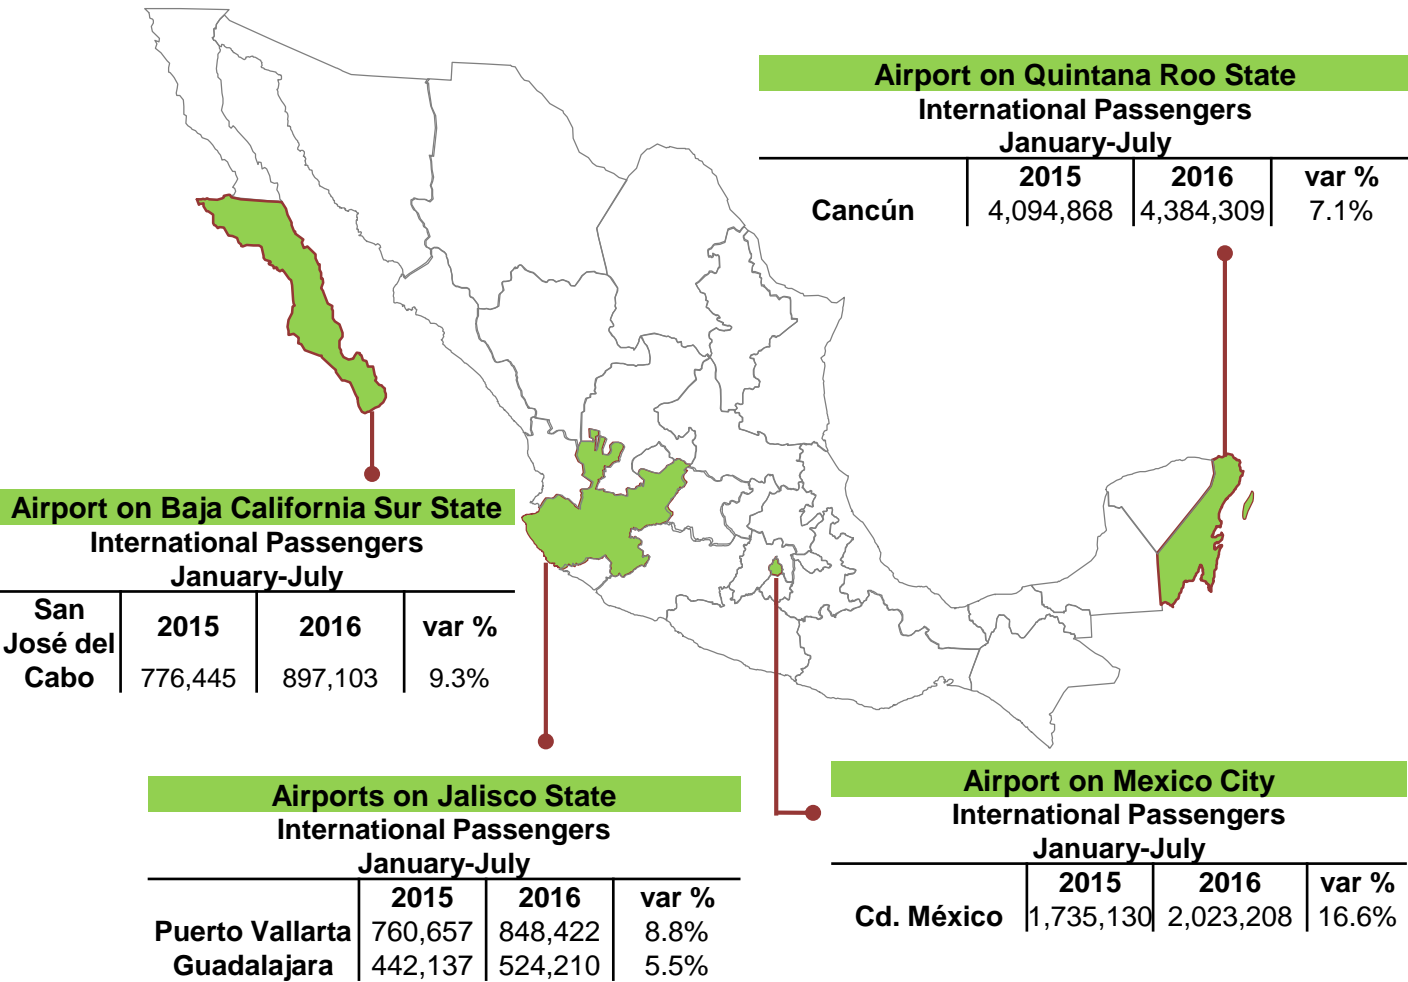 Airport on Quintana Roo State
International Passengers
January-July
2015 2016 var %
Cancún 4,094,868 4,384,309 7.1%
Airport on Baja California Sur State
International Passengers
January-July
San José del Cabo 2015 2016 var %
776,445 897,103 9.3%
Airports on Jalisco State
International Passengers
January-July
2015 2016 var %
Puerto Vallarta 760,657 848,422 8.8%
Guadalajara 442,137 524,210 5.5%
Airport on Mexico City
International Passengers
January-July
2015 2016 var %
Cd. México 1,735,130 2,023,208 16.6%